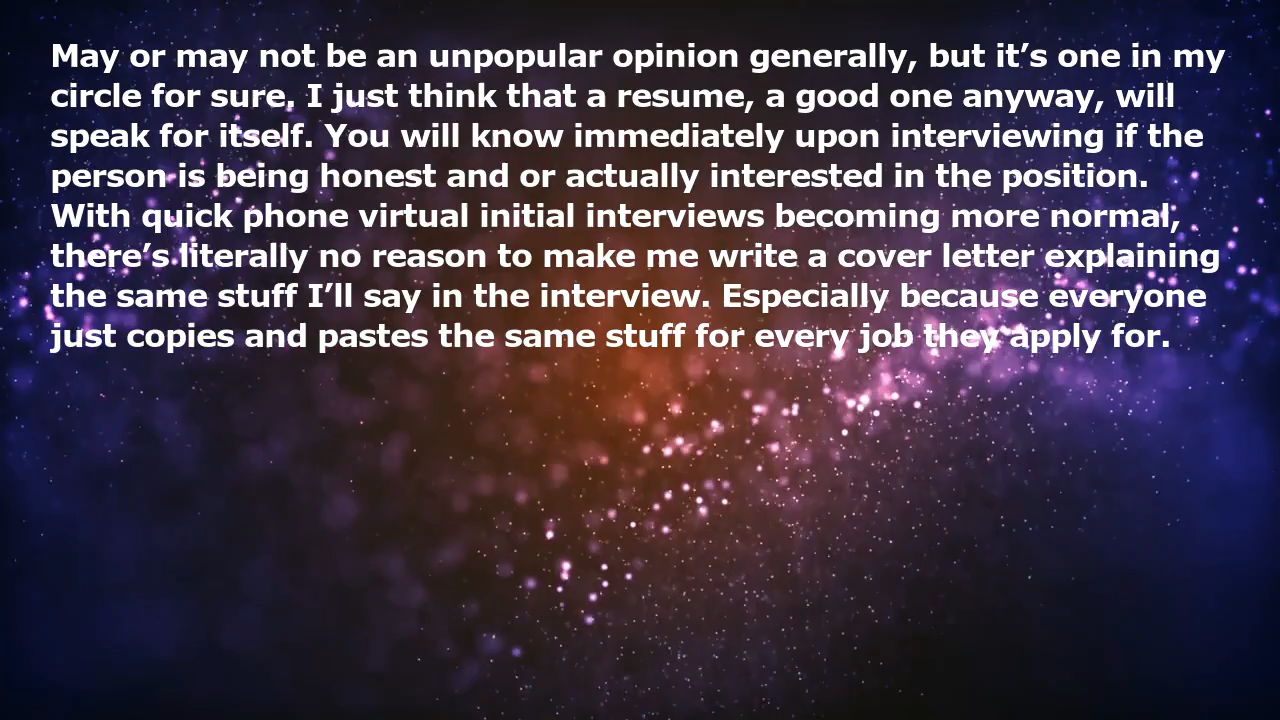 May or may not be an unpopular opinion generally, but it’s one in my
circle for sure. I just think that a resume, a good one anyway, will
speak for itself. You will know immediately upon interviewing if the
person is being honest and or actually interested in the position.
With quick phone virtual initial interviews becoming more normal,
there’s literally no reason to make me write a cover letter explaining
the same stuff I’ll say in the interview. Especially because everyone
just copies and pastes the same stuff for every job they apply for.